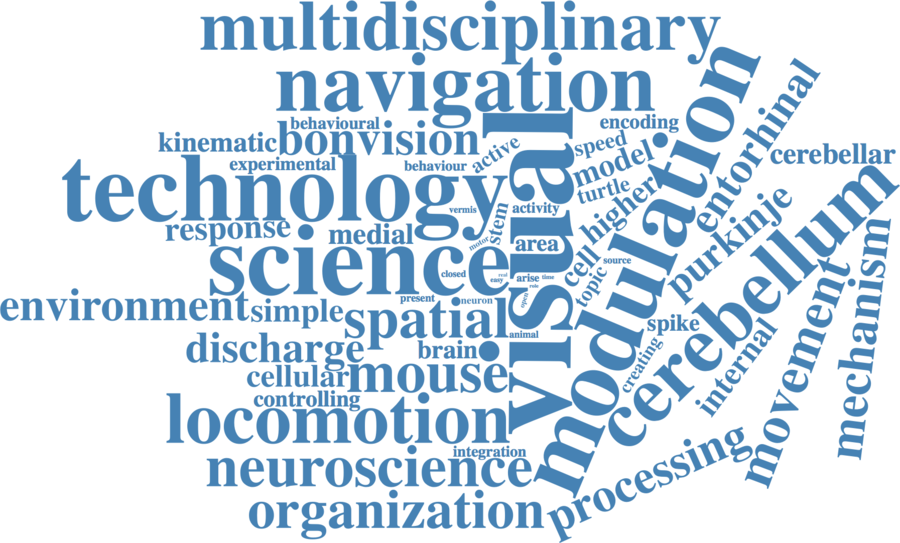 multidisciplinary
navigation
behavioural
bonvision
kinematic
experimental
behaviour
active
encoding
speed
model
turtle
higher
entorhinal
cerebellar
technology
visual
modulation
vermis
stem
activity
response
medial
motor
area
cell
purkinje
cerebellum
science
closed
real
easy
arise
time
source
topic
role
open
environment
simple
present
neuron
spatial
animal
spike
discharge
brain
creating
internal
movement
mechanism
cellular
mouse
controlling
locomotion
integration
neuroscience
processing
organization